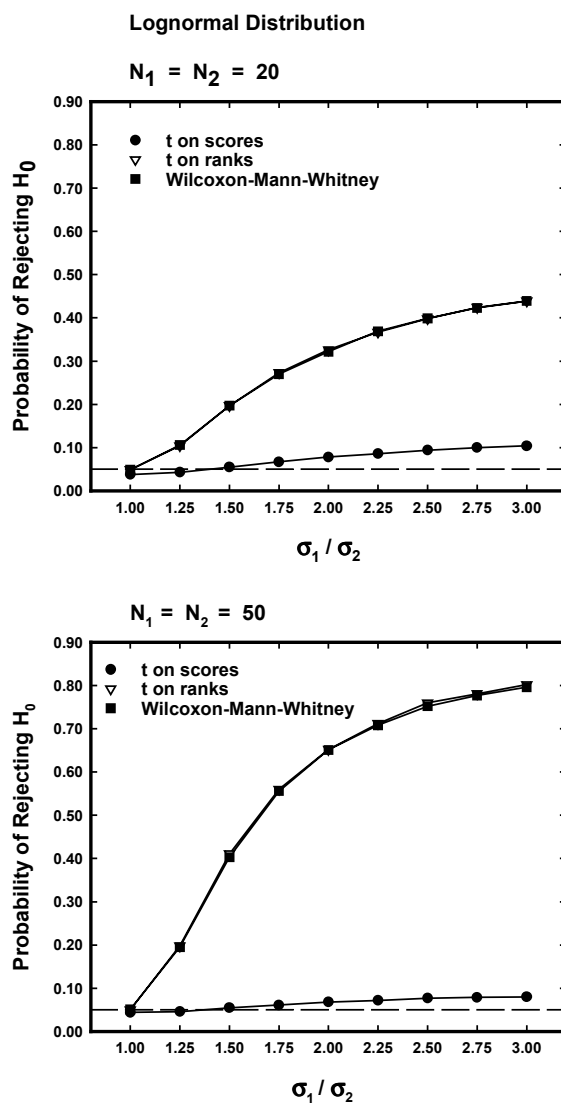 Lognormal Distribution
N1 = N2 = 20
Probability of Rejecting H0
0.90
0.80
0.70
0.60
0.50
0.40
0.30
0.20
0.10
0.00
t on scores
t on ranks
Wilcoxon-Mann-Whitney
1.00 1.25 1.50 1.75 2.00 2.25 2.50 2.75 3.00
σ1 / σ2
N1 = N2 = 50
Probability of Rejecting H0
0.90
0.80
0.70
0.60
0.50
0.40
0.30
0.20
0.10
0.00
t on scores
t on ranks
Wilcoxon-Mann-Whitney
1.00 1.25 1.50 1.75 2.00 2.25 2.50 2.75 3.00
σ1 / σ2